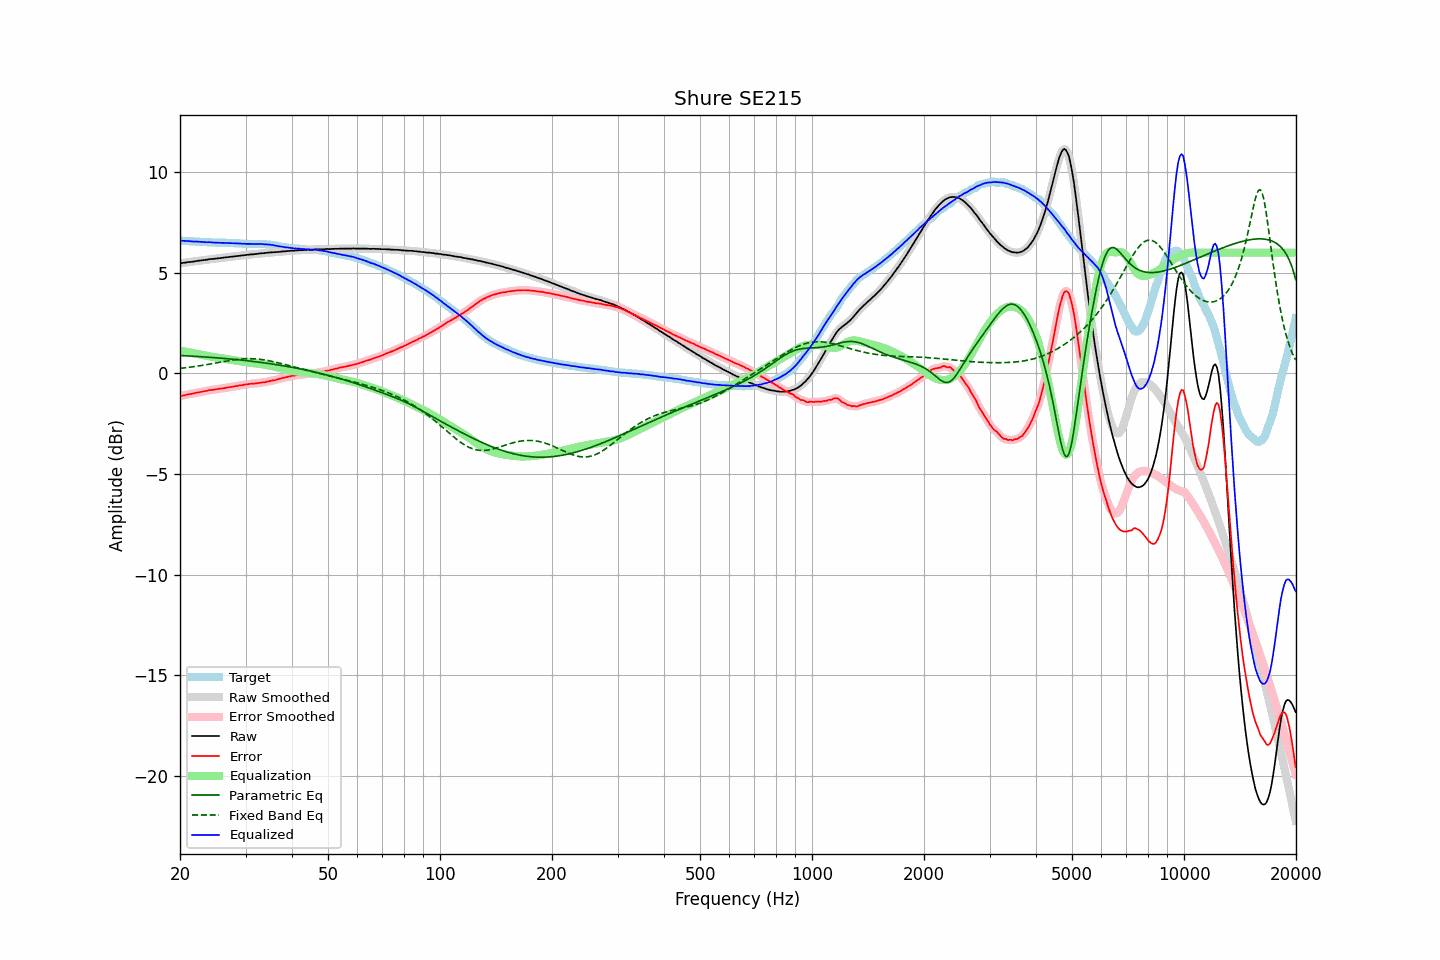 Shure SE215
10
5
0
−5
−10
−15
−20
Amplitude (dBr)
Target
Raw Smoothed
Error Smoothed
Raw
Error
Equalization
Parametric Eq
Fixed Band Eq
Equalized
20 50 100 200 500 1000 2000 5000 10000 20000
Frequency (Hz)